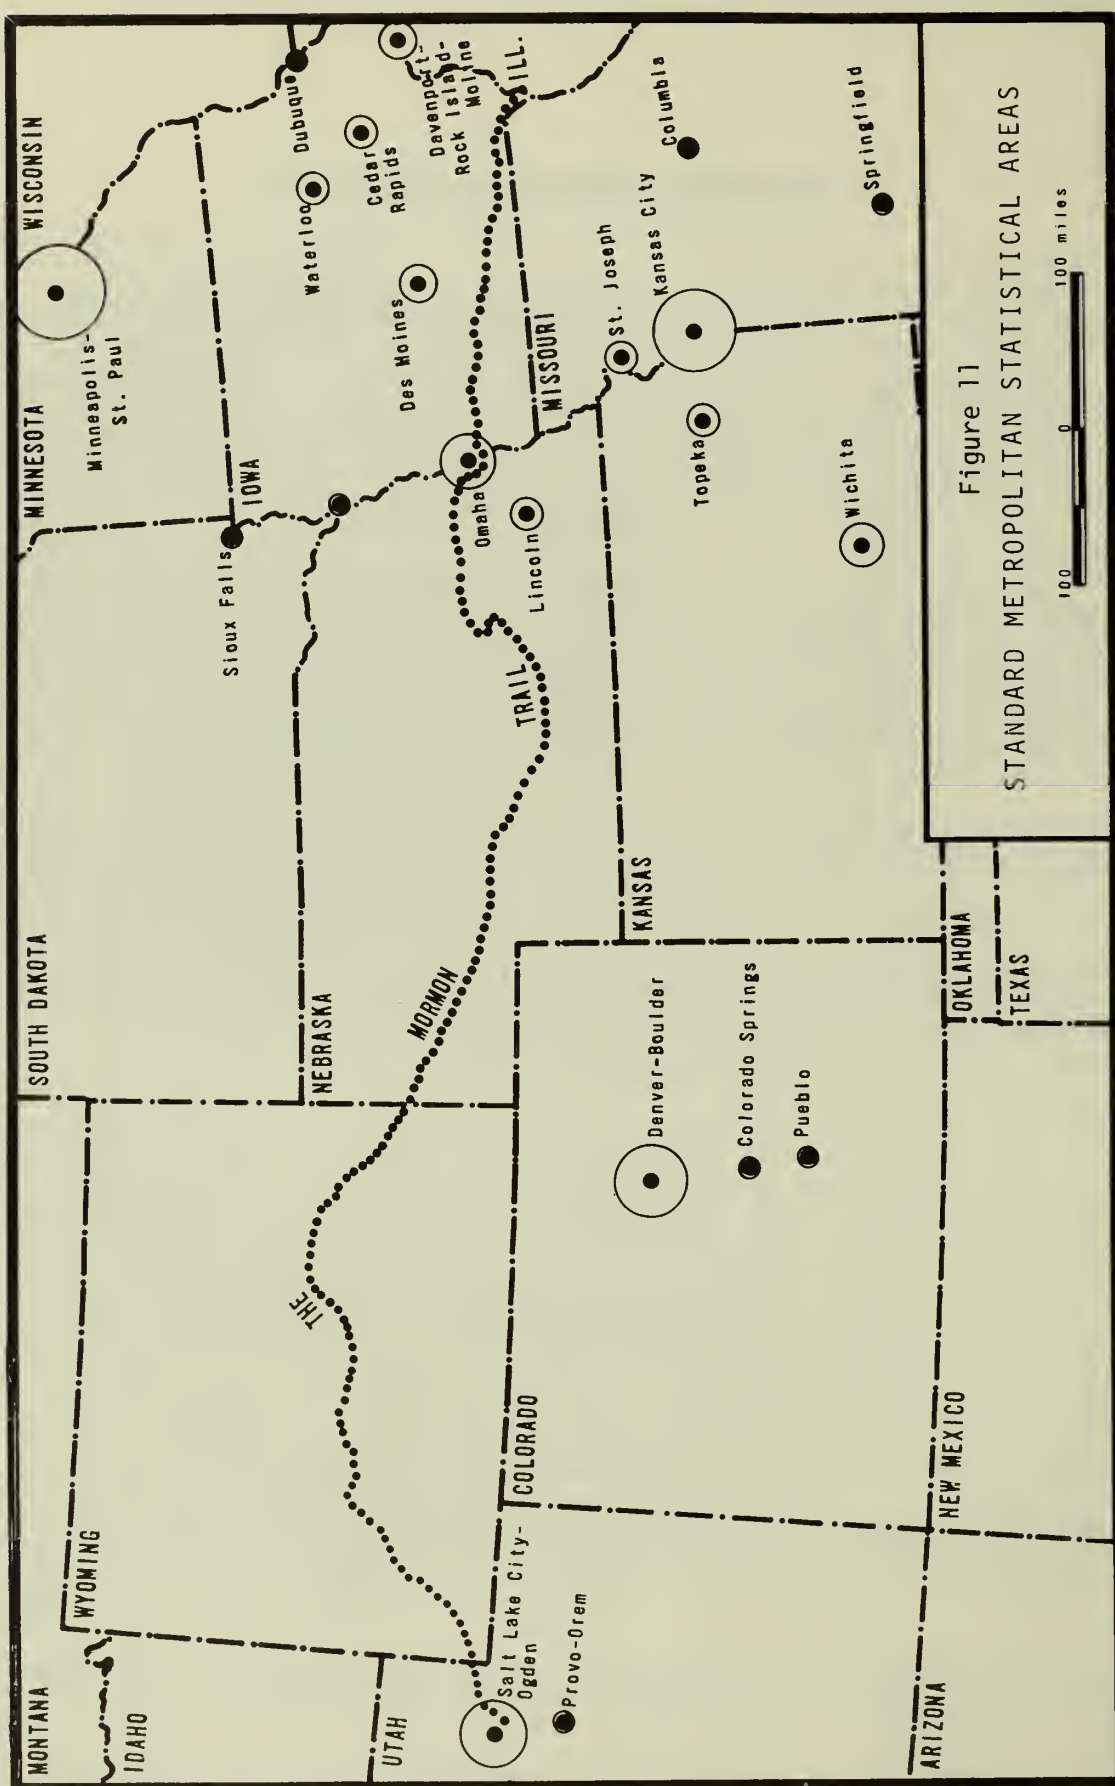 MONTANA
IDAHO
WYOMING
SOUTH DAKOTA
MINNESOTA
WISCONSIN
Minneapolis-
St. Paul
Sioux Falls
IOWA
Dubuque
Waterloo
Cedar
Rapids
Davenport-
Rock Island-
Moline
ILL.
Des Moines
UTAH
NEBRASKA
THE
MORMON
TRAIL
Omaha
Lincoln
Salt Lake City-
Ogden
Provo-Orem
COLORADO
KANSAS
MISSOURI
St. Joseph
Kansas City
Columbia
Topeka
Denver-Boulder
Colorado Springs
Pueblo
Wichita
Springfield
ARIZONA
NEW MEXICO
OKLAHOMA
TEXAS
Figure 11
STANDARD METROPOLITAN STATISTICAL AREAS
100 0 100 miles